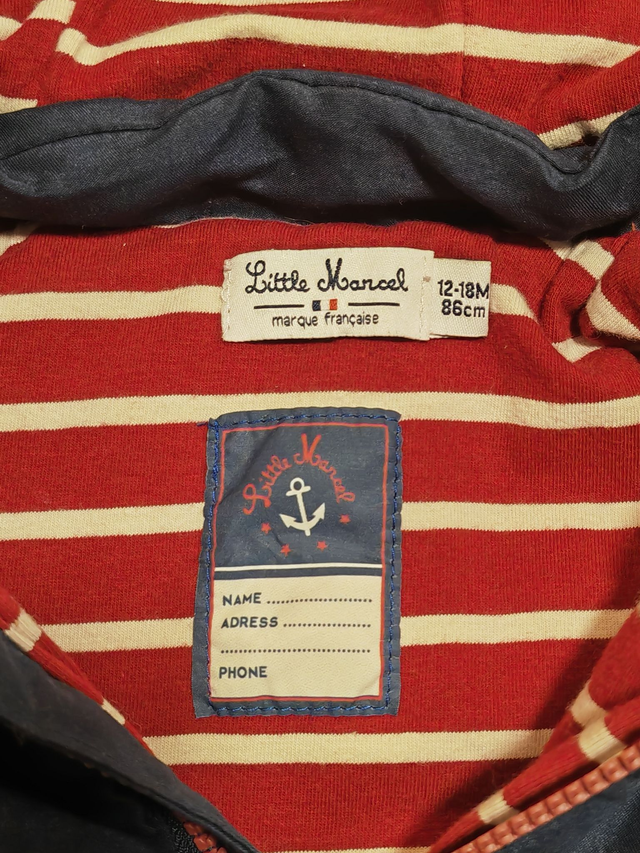 Little Marcel
marque française
12-18M
86cm
Little Marcel
NAME ........................
ADRESS ....................
..................................
PHONE